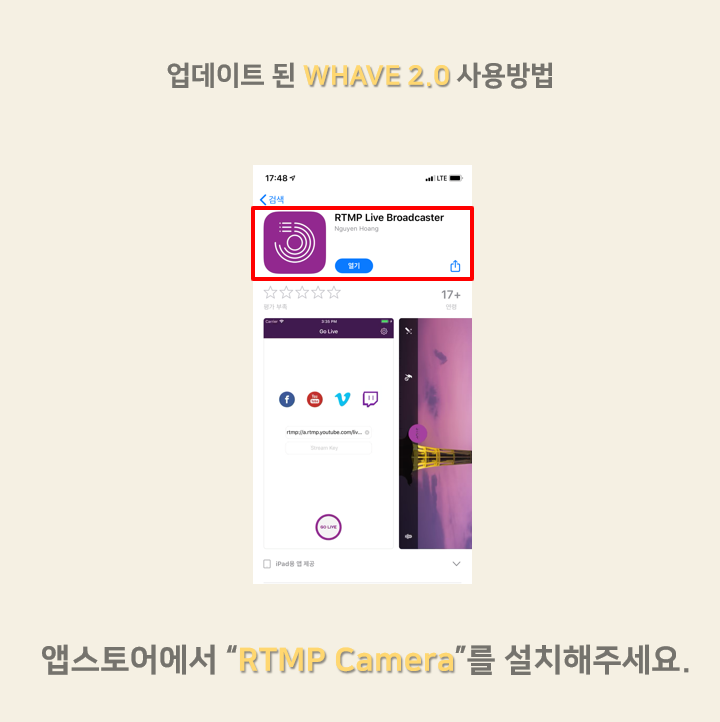 업데이트 된 WHAVE 2.0 사용방법
17:48
LTE
검색
RTMP Live Broadcaster
Nguyen Hoang
열기
평가 부족
17+
연령
Carrier
3:35 PM
Go Live
f
You Tube
rtmp://a.rtmp.youtube.com/liv...
Stream Key
GO LIVE
iPad용 앱 제공
앱스토어에서 “RTMP Camera”를 설치해주세요.